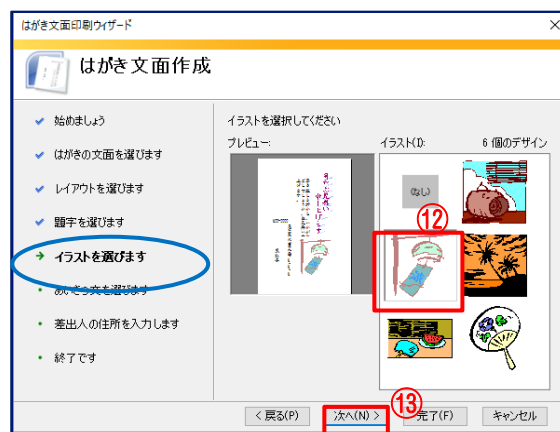 はがき文面印刷ウィザード
はがき文面作成
始めましょう
はがきの文面を選びます
レイアウトを選びます
題字を選びます
イラストを選びます
あいさつ文を選びます
差出人の住所を入力します
終了です
イラストを選択してください
プレビュー:
イラスト(I):
6 個のデザイン
なし
⑫
⑬
< 戻る(P)
次へ(N) >
完了(F)
キャンセル